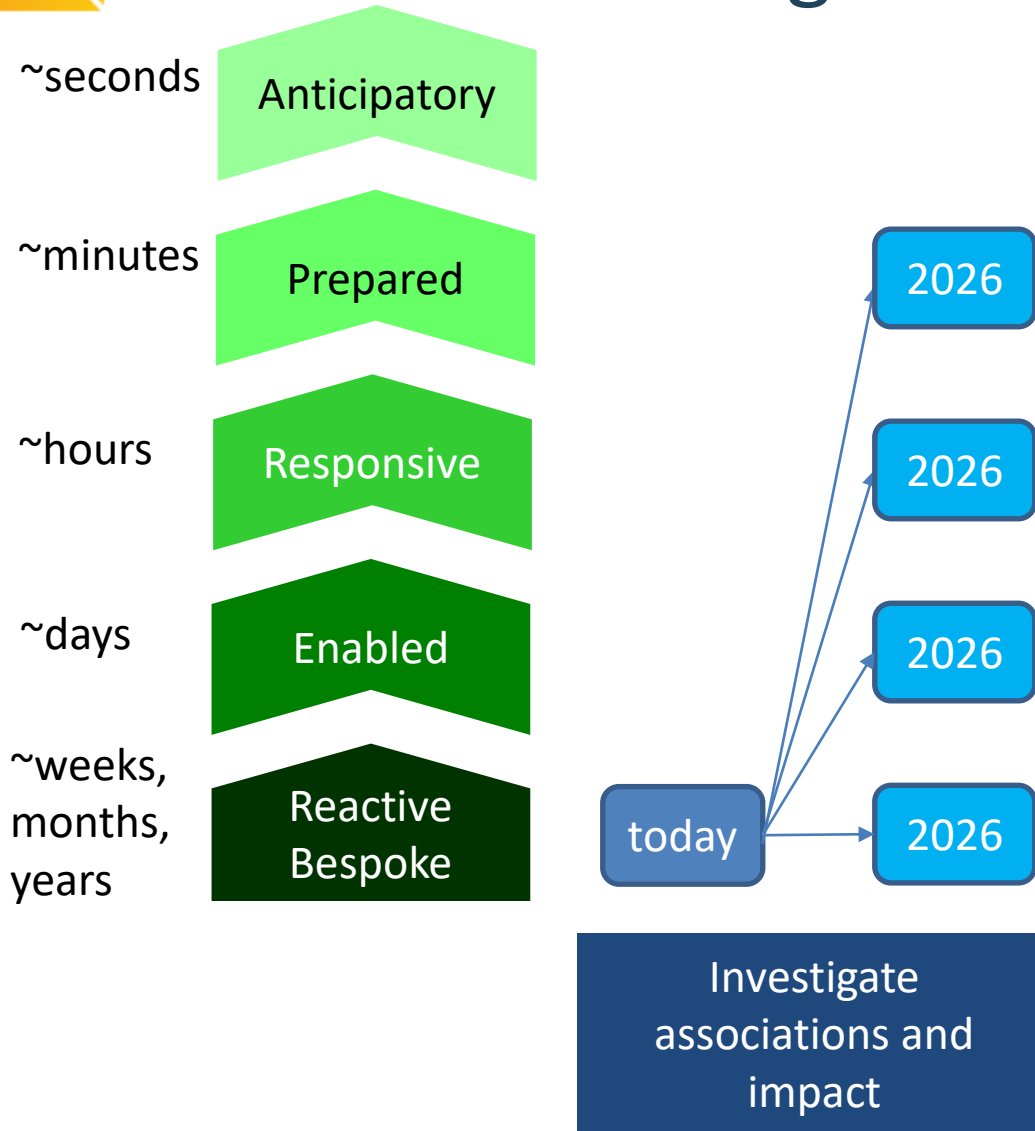 ~seconds
Anticipatory
~minutes
Prepared
2026
~hours
Responsive
2026
~days
Enabled
2026
~weeks,
months,
years
Reactive
Bespoke
today
2026
Investigate
associations and
impact